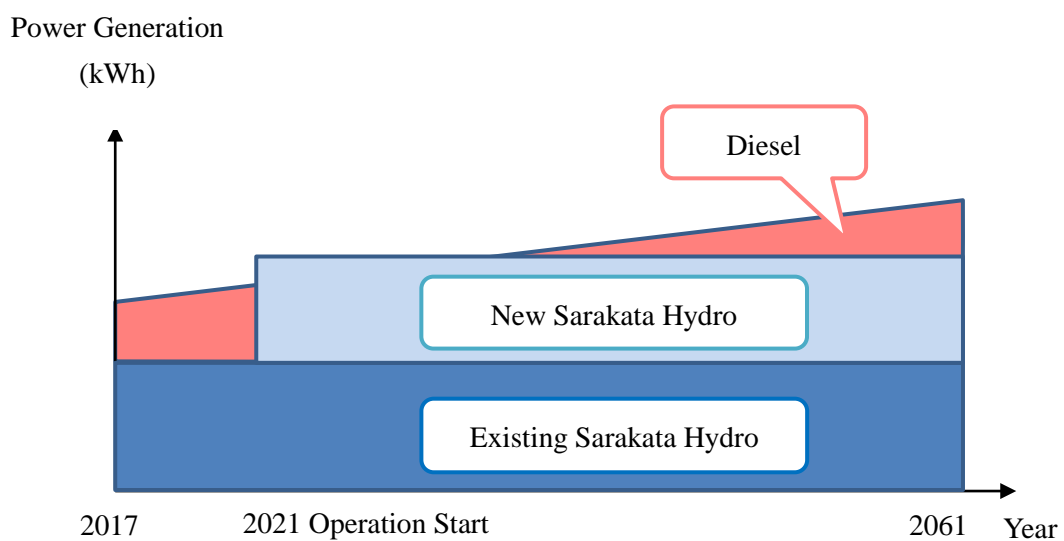 Power Generation
(kWh)
Diesel
New Sarakata Hydro
Existing Sarakata Hydro
2017
2021 Operation Start
2061
Year